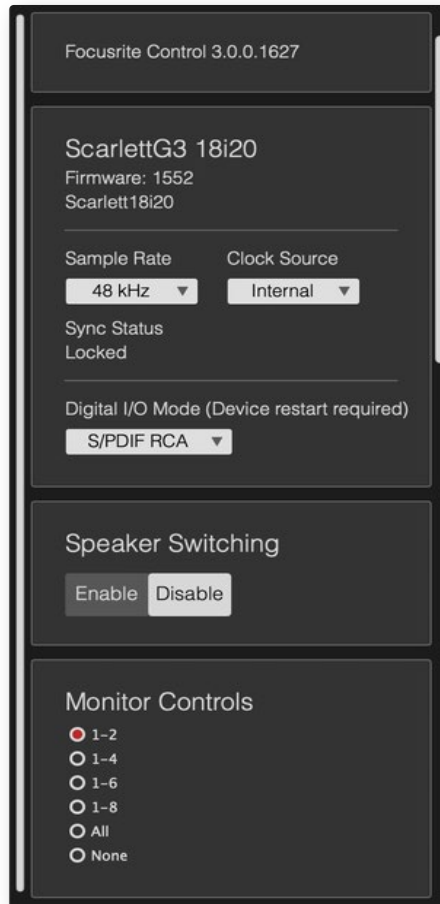 Focusrite Control 3.0.0.1627
ScarlettG3 18i20
Firmware: 1552
Scarlett18i20
Sample Rate Clock Source
48 kHz Internal
Sync Status
Locked
Digital I/O Mode (Device restart required)
S/PDIF RCA
Speaker Switching
Enable Disable
Monitor Controls
1–2
1–4
1–6
1–8
All
None